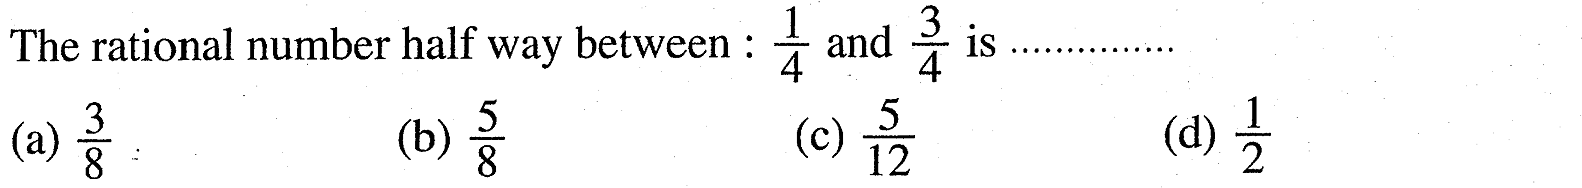 The rational number half way between : 1/4 and 3/4 is ...............
(a) 3/8 (b) 5/8 (c) 5/12 (d) 1/2